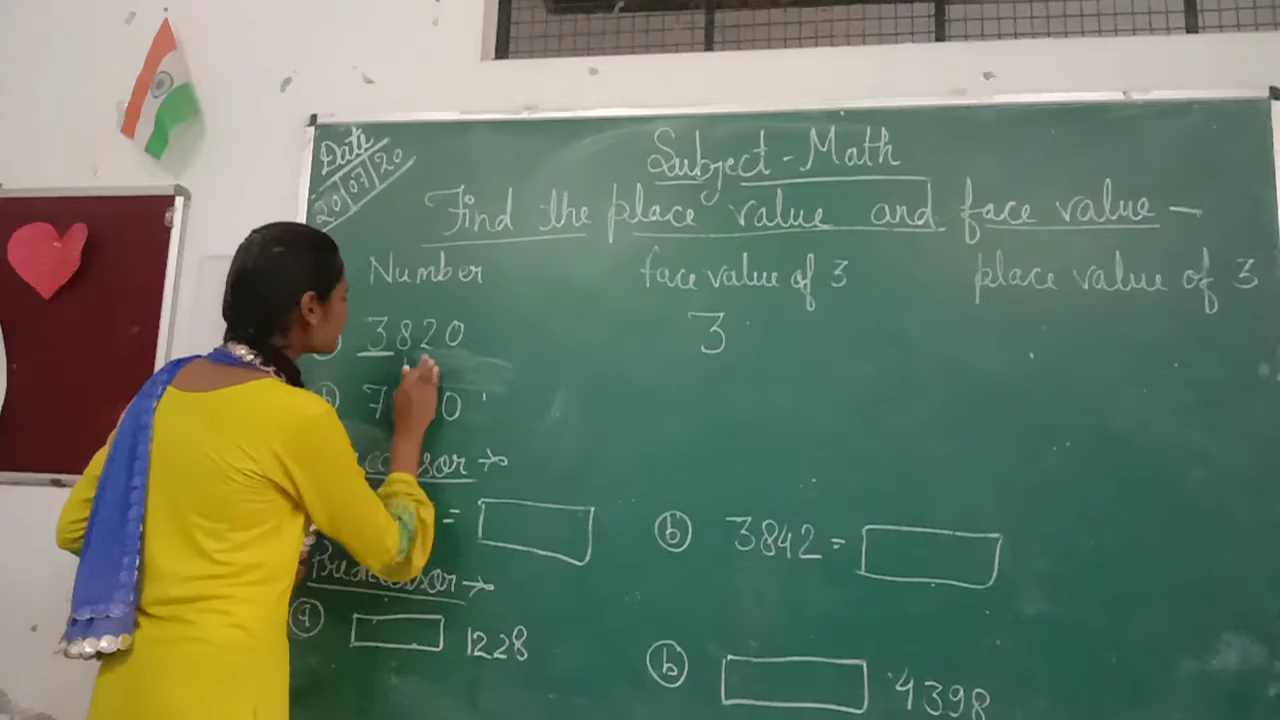 Date
20/07/20
Subject - Math
Find the place value and face value -
Number face value of 3 place value of 3
3820 3
b 7 0
=
b 3842 =
Predecessor →
a 1228
b 4398